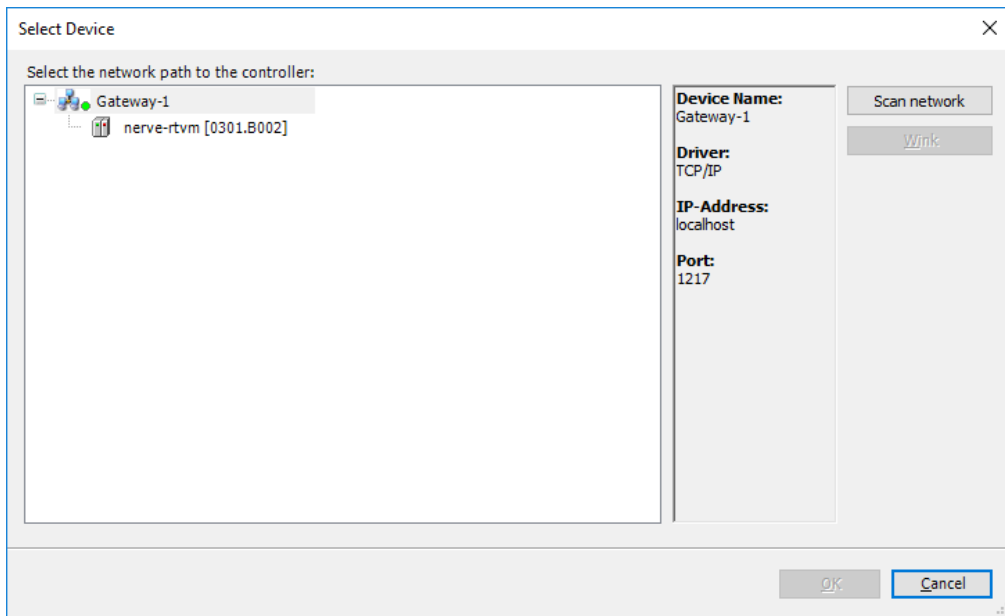 Select Device
Select the network path to the controller:
Gateway-1
nerve-rtvm [0301.B002]
Device Name:
Gateway-1
Driver:
TCP/IP
IP-Address:
localhost
Port:
1217
Scan network
Wink
OK
Cancel